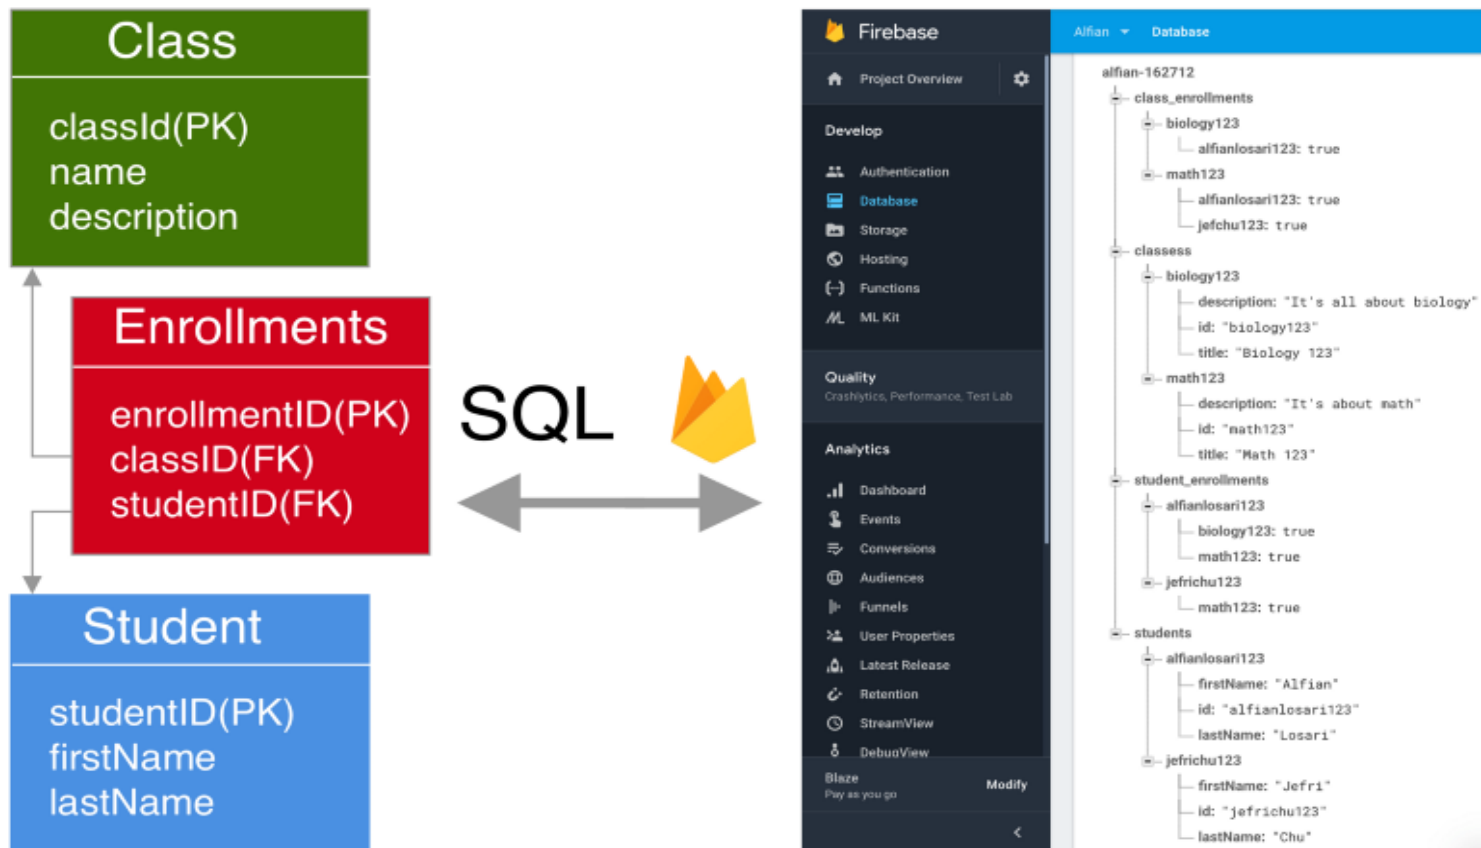 Class
classId(PK)
name
description
Enrollments
enrollmentID(PK)
classID(FK)
studentID(FK)
Student
studentID(PK)
firstName
lastName
SQL
Firebase
Project Overview
Develop
Authentication
Database
Storage
Hosting
Functions
ML Kit
Quality
Crashlytics, Performance, Test Lab
Analytics
Dashboard
Events
Conversions
Audiences
Funnels
User Properties
Latest Release
Retention
StreamView
DebugView
Blaze
Pay as you go
Modify
Alfian Database
alfian-162712
class_enrollments
biology123
alfianlosari123: true
math123
alfianlosari123: true
jefchu123: true
classess
biology123
description: "It's all about biology"
id: "biology123"
title: "Biology 123"
math123
description: "It's about math"
id: "math123"
title: "Math 123"
student_enrollments
alfianlosari123
biology123: true
math123: true
jefrichu123
math123: true
students
alfianlosari123
firstName: "Alfian"
id: "alfianlosari123"
lastName: "Losari"
jefrichu123
firstName: "Jefri"
id: "jefrichu123"
lastName: "Chu"